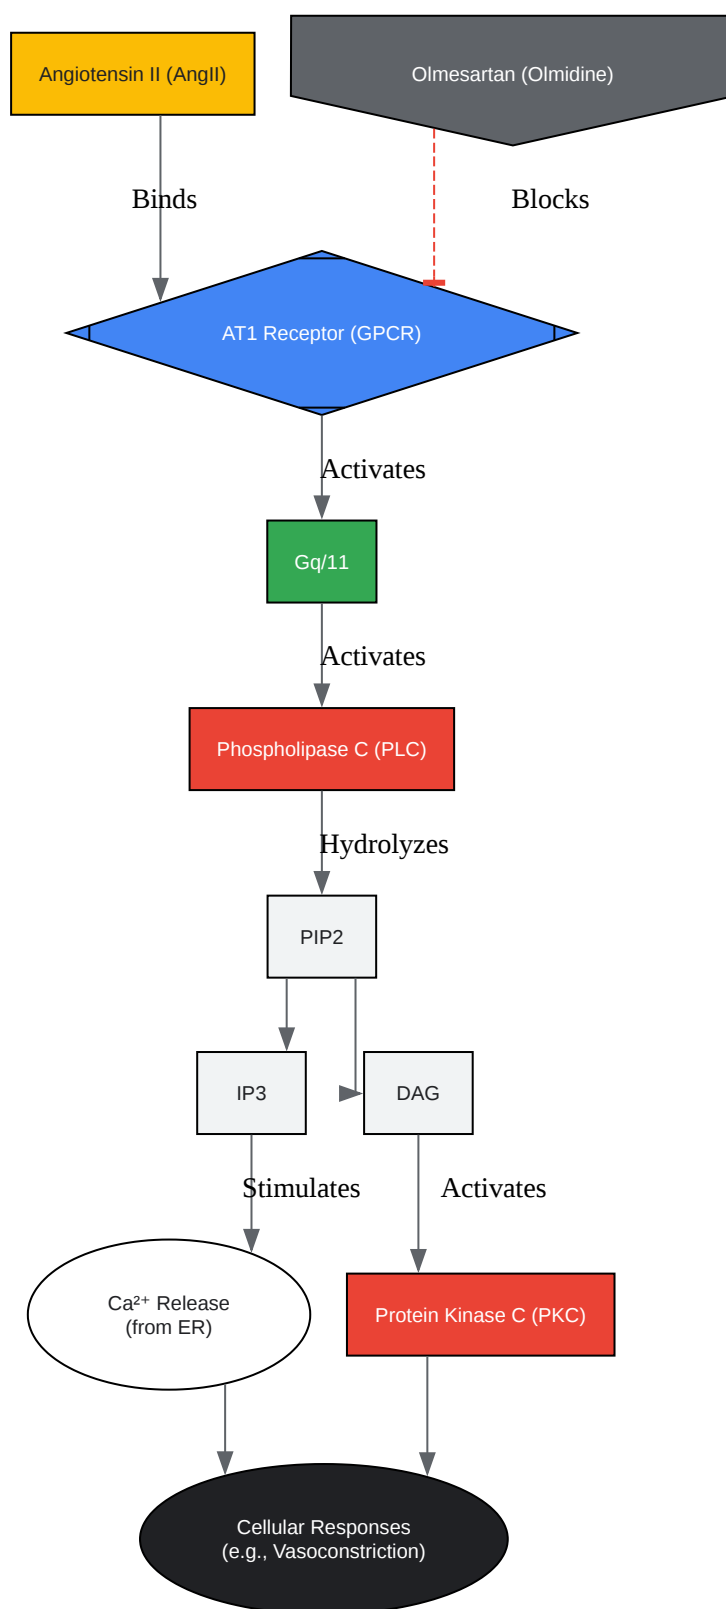 Angiotensin II (AngII)
Olmesartan (Olmidine)
Binds
Blocks
AT1 Receptor (GPCR)
Activates
Gq/11
Activates
Phospholipase C (PLC)
Hydrolyzes
PIP2
IP3
DAG
Stimulates
Activates
Ca²⁺ Release
(from ER)
Protein Kinase C (PKC)
Cellular Responses
(e.g., Vasoconstriction)